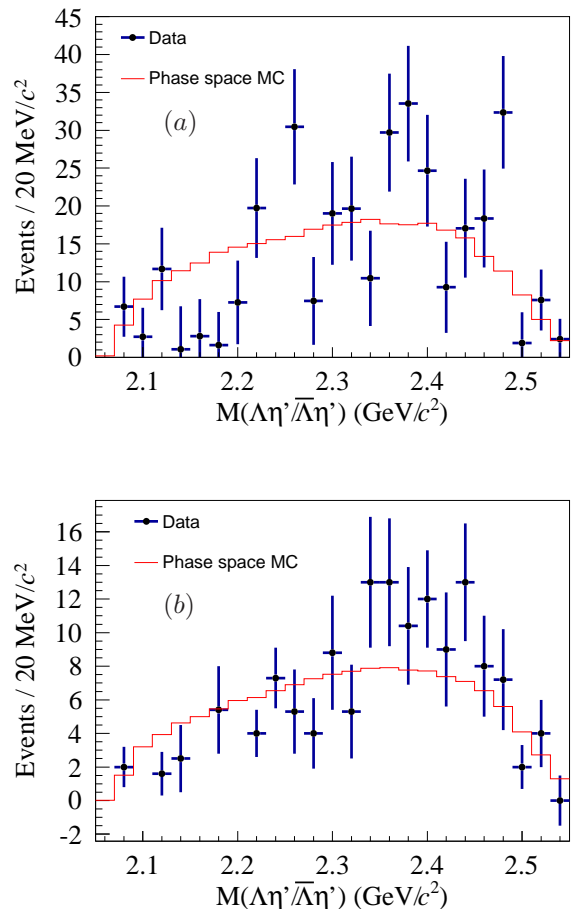 45
40
35
30
25
20
15
10
5
0
Events / 20 MeV/c²
Data
Phase space MC
(a)
2.1 2.2 2.3 2.4 2.5
M(Λη'/Λ̅η') (GeV/c²)
16
14
12
10
8
6
4
2
0
-2
Events / 20 MeV/c²
Data
Phase space MC
(b)
2.1 2.2 2.3 2.4 2.5
M(Λη'/Λ̅η') (GeV/c²)